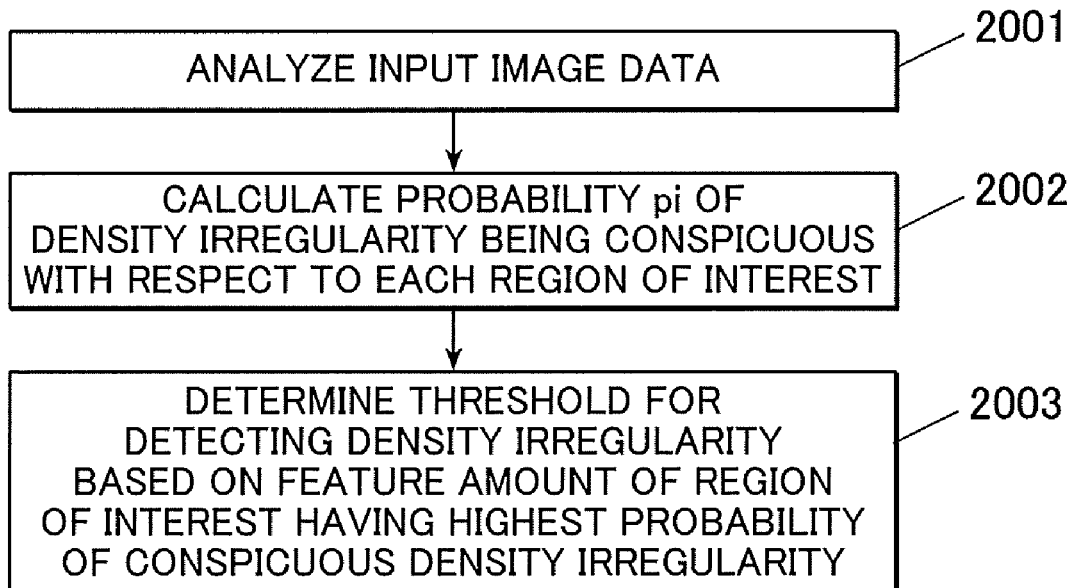 2001
ANALYZE INPUT IMAGE DATA
2002
CALCULATE PROBABILITY pi OF
DENSITY IRREGULARITY BEING CONSPICUOUS
WITH RESPECT TO EACH REGION OF INTEREST
2003
DETERMINE THRESHOLD FOR
DETECTING DENSITY IRREGULARITY
BASED ON FEATURE AMOUNT OF REGION
OF INTEREST HAVING HIGHEST PROBABILITY
OF CONSPICUOUS DENSITY IRREGULARITY